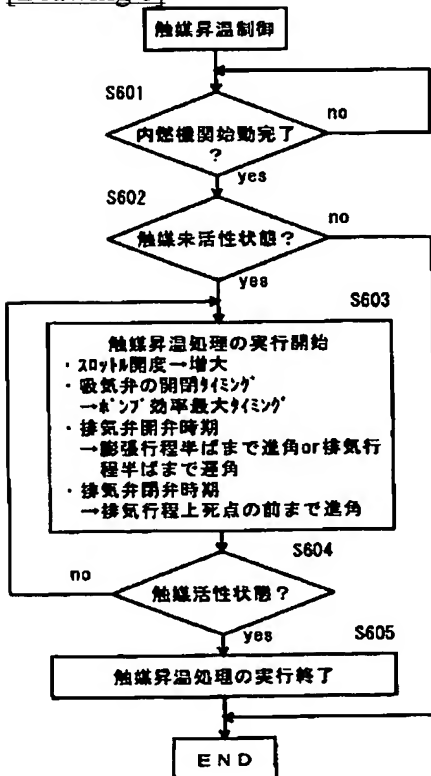 触媒昇温制御
S601
no
内燃機関始動完了
?
yes
S602
no
触媒未活性状態?
yes
S603
触媒昇温処理の実行開始
・スロットル開度→増大
・吸気弁の開閉タイミング
→ポンプ効率最大タイミング
・排気弁開弁時期
→膨張行程半ばまで進角or排気行
程半ばまで遅角
・排気弁閉弁時期
→排気行程上死点の前まで進角
S604
no
触媒活性状態?
yes
S605
触媒昇温処理の実行終了
END